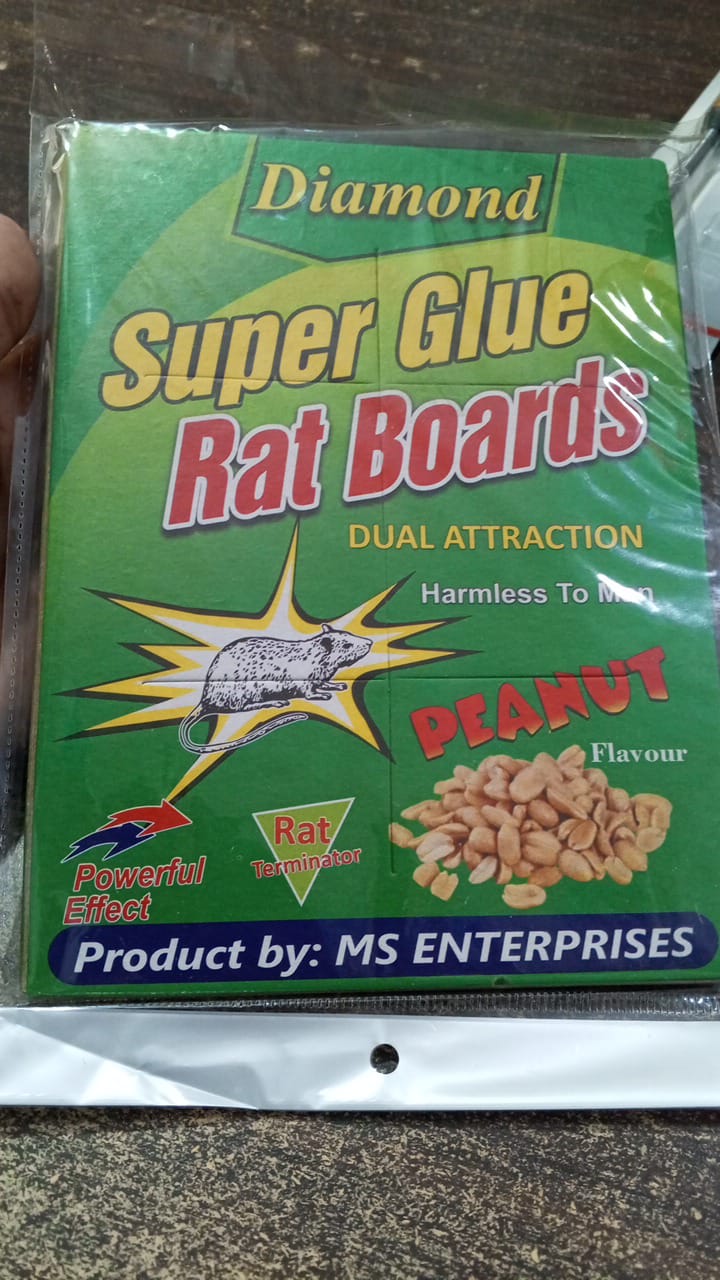 Diamond
Super Glue
Rat Boards
DUAL ATTRACTION
Harmless To Man
PEANUT
Flavour
Powerful
Effect
Rat
Terminator
Product by: MS ENTERPRISES